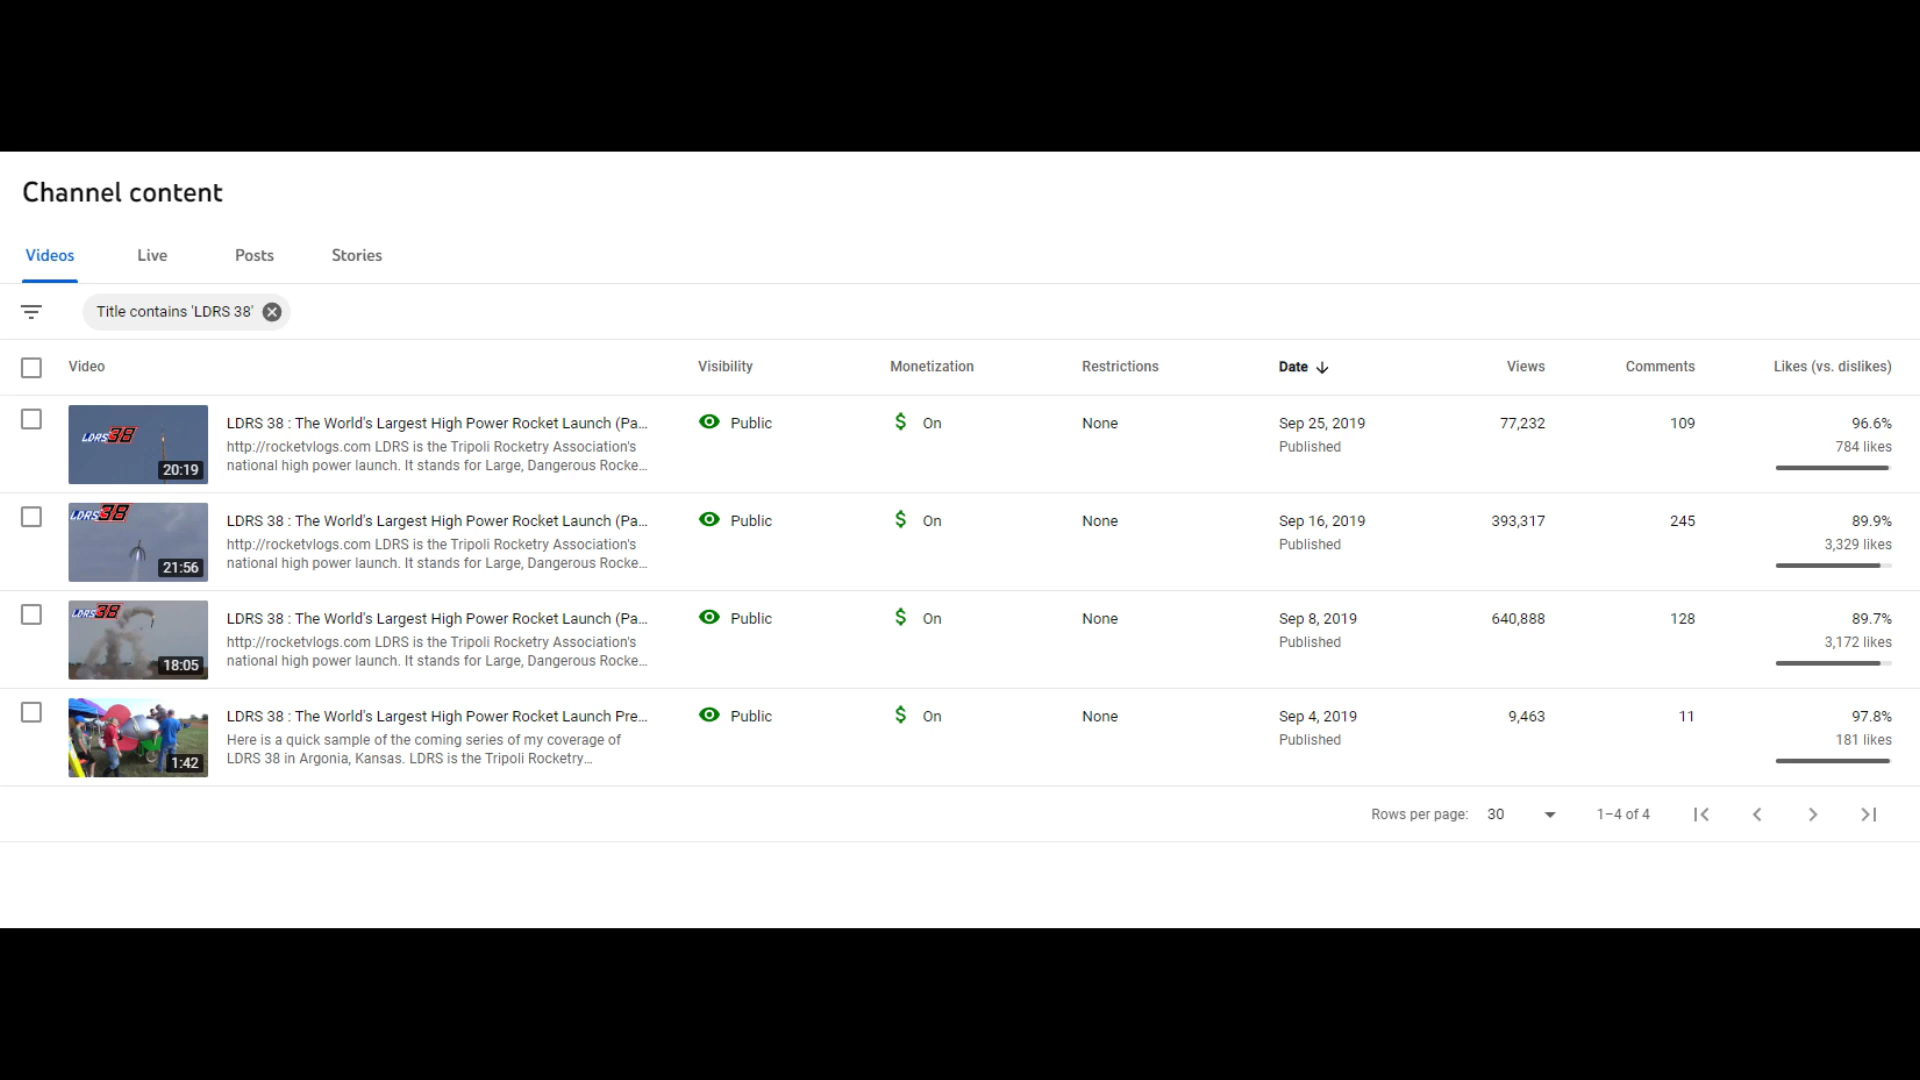 Channel content
Videos Live Posts Stories
Title contains 'LDRS 38'
Video Visibility Monetization Restrictions Date Views Comments Likes (vs. dislikes)
LDRS 38
20:19
LDRS 38 : The World's Largest High Power Rocket Launch (Pa... Public $ On None Sep 25, 2019 77,232 109 96.6%
http://rocketvlogs.com LDRS is the Tripoli Rocketry Association's Published 784 likes
national high power launch. It stands for Large, Dangerous Rocke...
LDRS 38
21:56
LDRS 38 : The World's Largest High Power Rocket Launch (Pa... Public $ On None Sep 16, 2019 393,317 245 89.9%
http://rocketvlogs.com LDRS is the Tripoli Rocketry Association's Published 3,329 likes
national high power launch. It stands for Large, Dangerous Rocke...
LDRS 38
18:05
LDRS 38 : The World's Largest High Power Rocket Launch (Pa... Public $ On None Sep 8, 2019 640,888 128 89.7%
http://rocketvlogs.com LDRS is the Tripoli Rocketry Association's Published 3,172 likes
national high power launch. It stands for Large, Dangerous Rocke...
1:42
LDRS 38 : The World's Largest High Power Rocket Launch Pre... Public $ On None Sep 4, 2019 9,463 11 97.8%
Here is a quick sample of the coming series of my coverage of Published 181 likes
LDRS 38 in Argonia, Kansas. LDRS is the Tripoli Rocketry...
Rows per page: 30 1–4 of 4